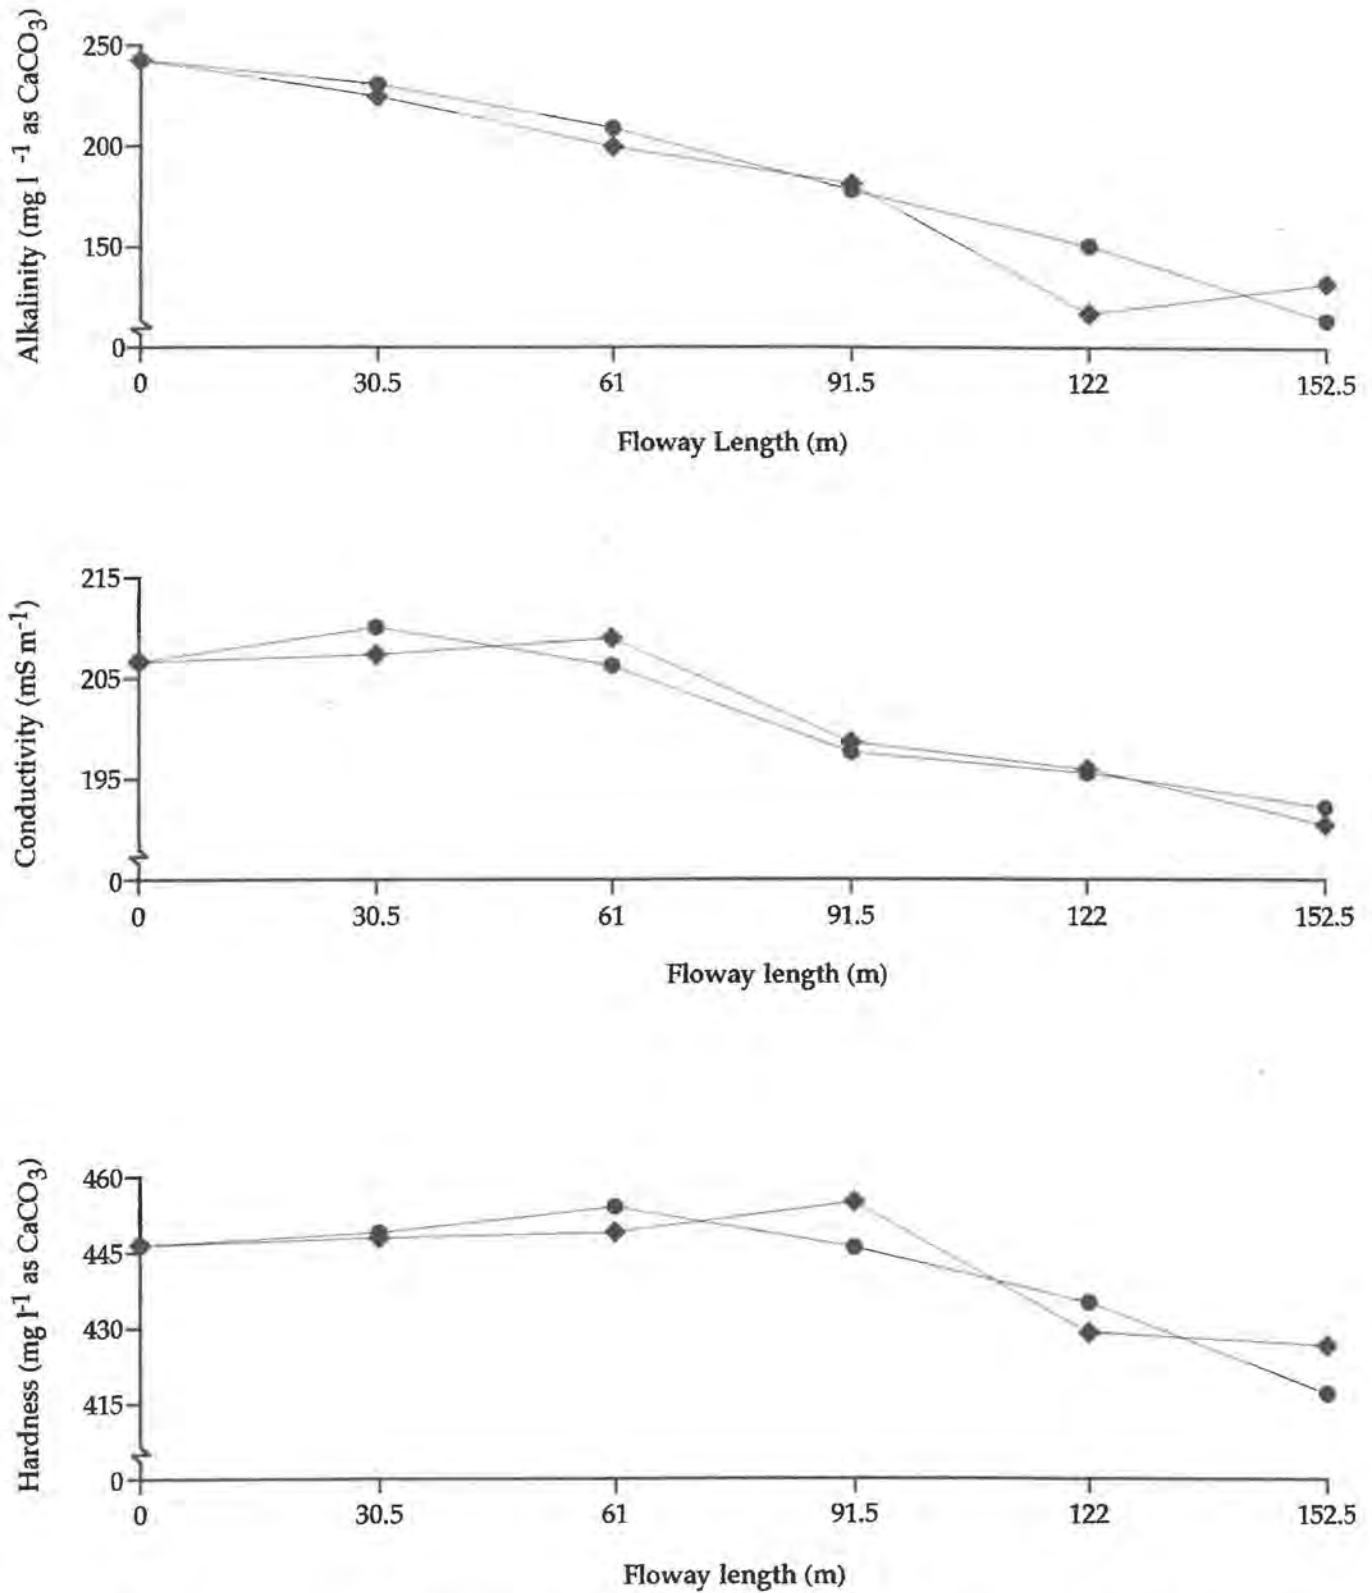 Alkalinity (mg l -1 as CaCO3)
250
200
150
0
0 30.5 61 91.5 122 152.5
Floway Length (m)
Conductivity (mS m-1)
215
205
195
0
0 30.5 61 91.5 122 152.5
Floway length (m)
Hardness (mg l-1 as CaCO3)
460
445
430
415
0
0 30.5 61 91.5 122 152.5
Floway length (m)